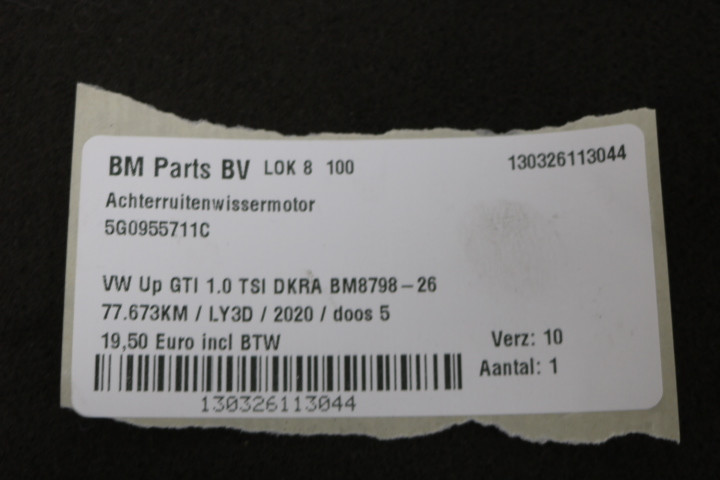 BM Parts BV LOK 8 100 130326113044
Achterruitenwissermotor
5G0955711C
VW Up GTI 1.0 TSI DKRA BM8798-26
77.673KM / LY3D / 2020 / doos 5
19,50 Euro incl BTW Verz: 10
Aantal: 1
130326113044